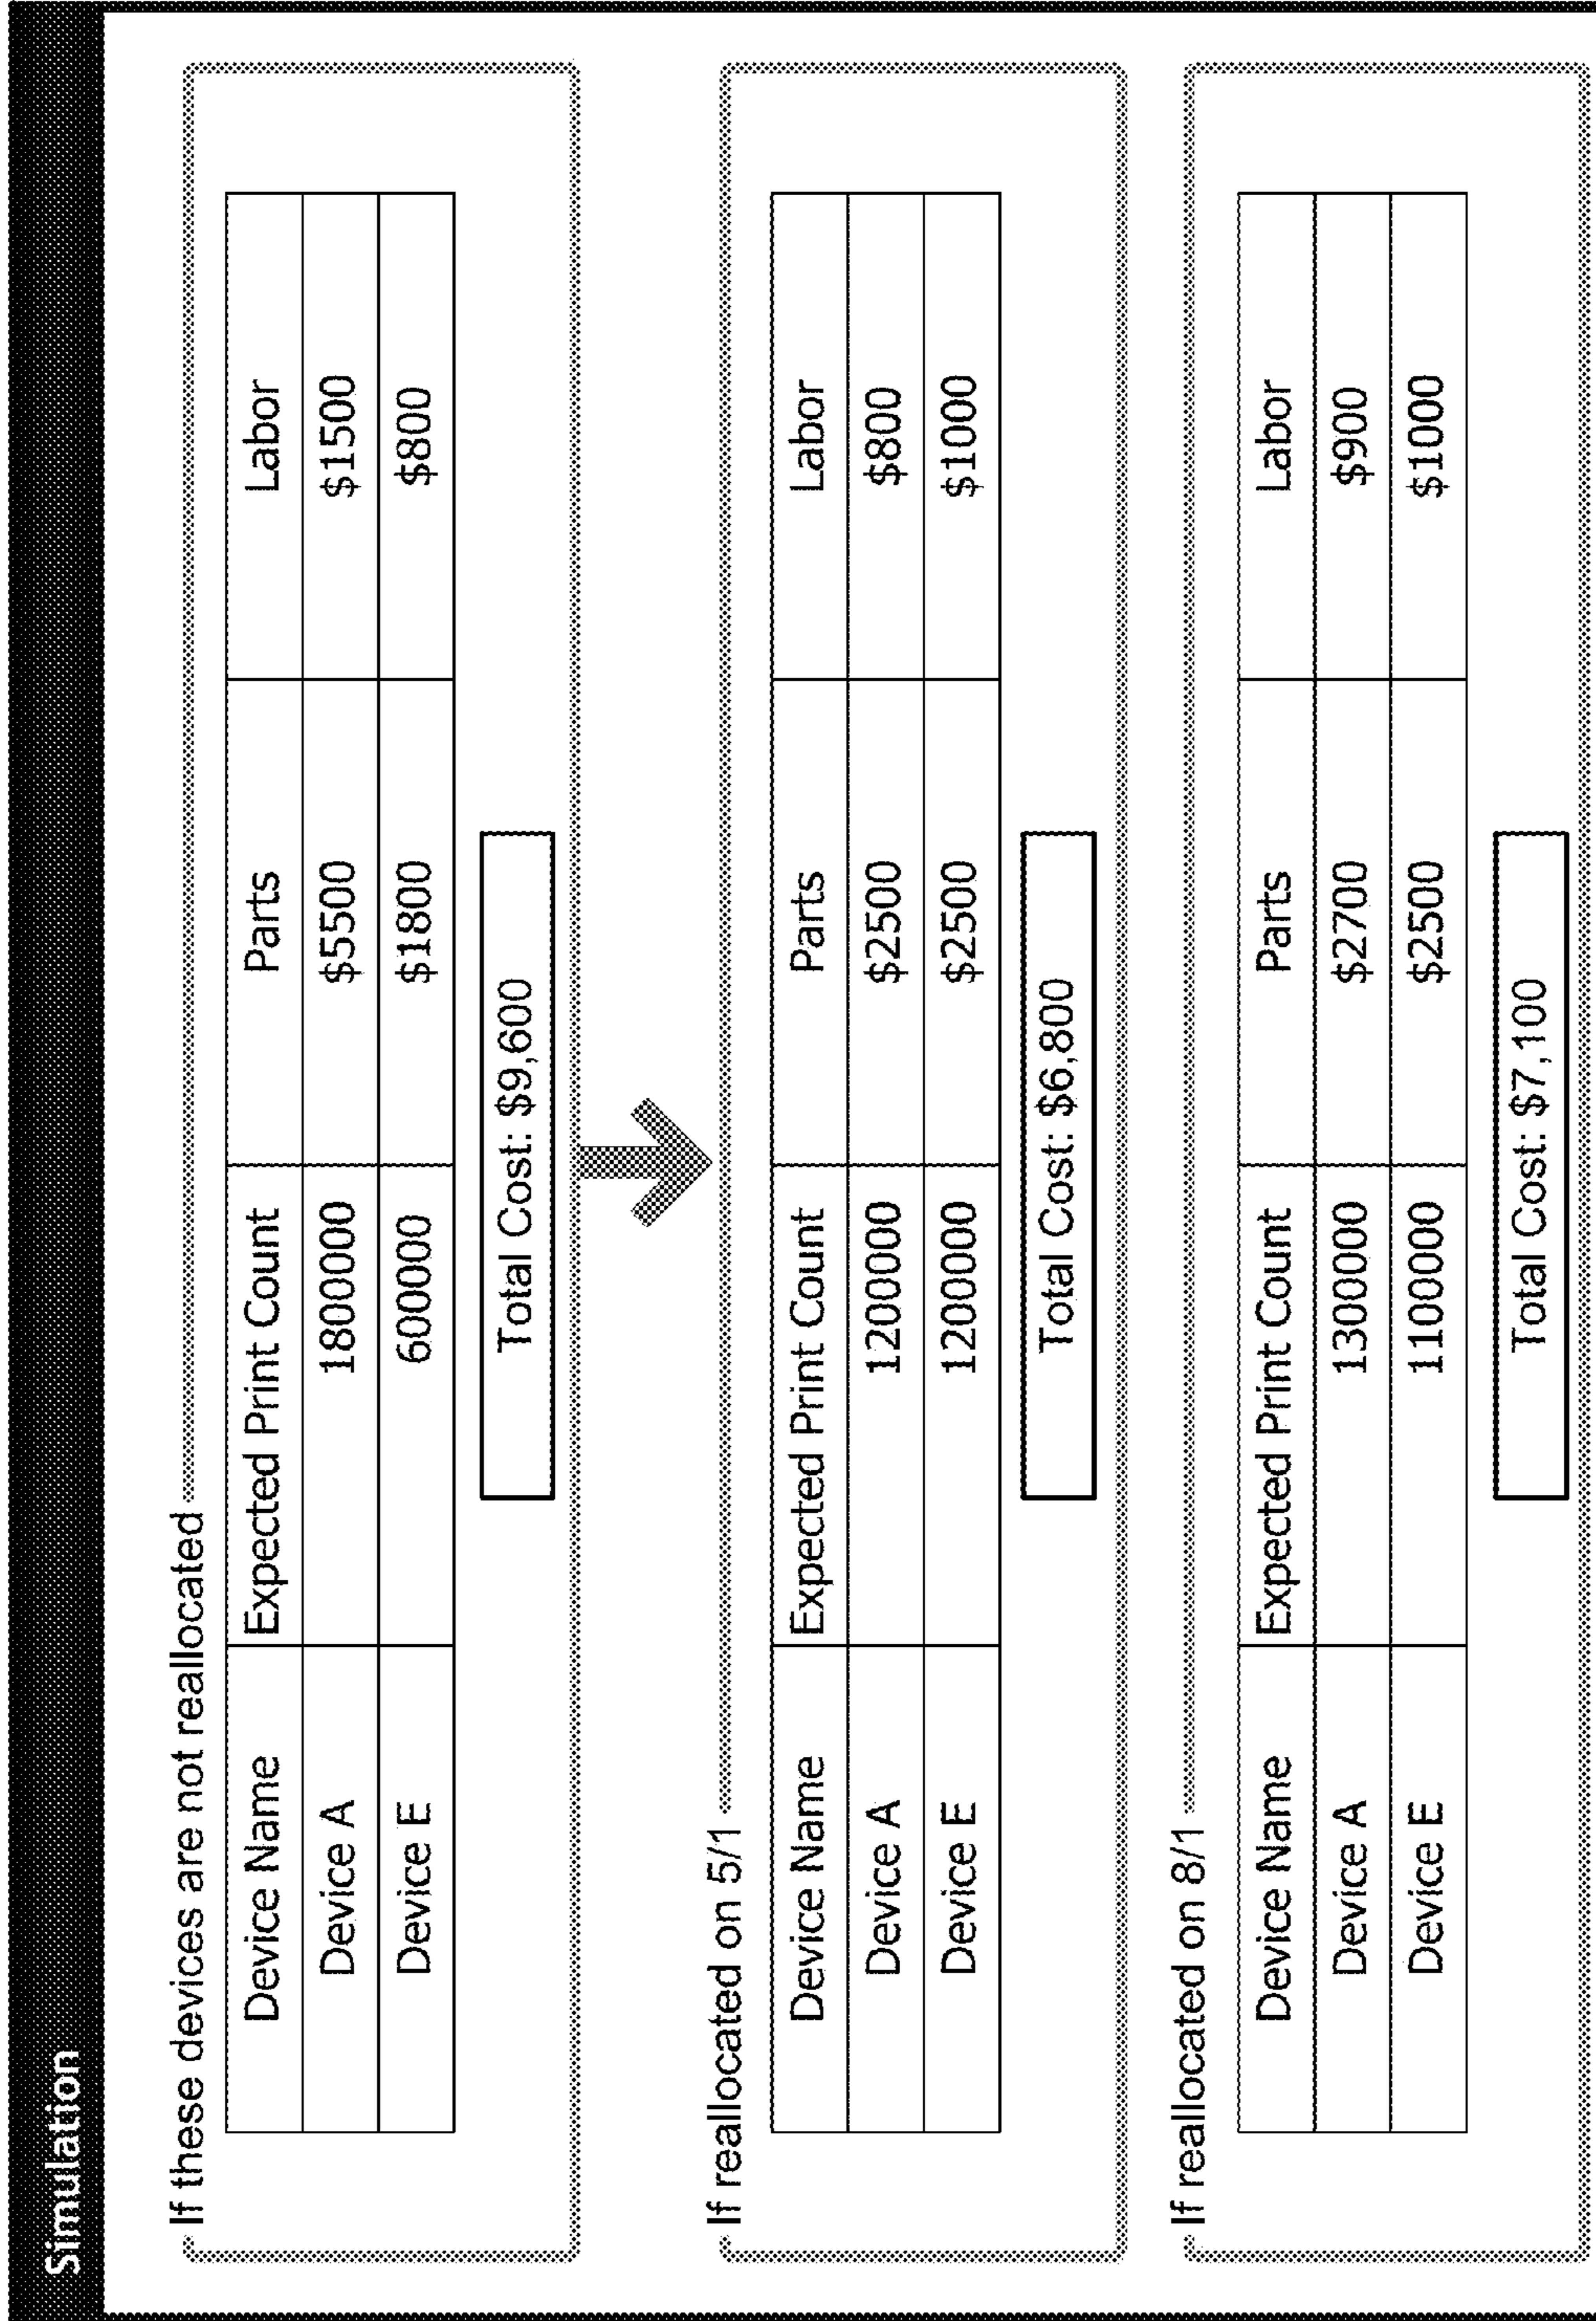 Simulation
If these devices are not reallocated
Device Name Expected Print Count Parts Labor
Device A 1800000 $5500 $1500
Device E 600000 $1800 $800
Total Cost: $9,600
If reallocated on 5/1
Device Name Expected Print Count Parts Labor
Device A 1200000 $2500 $800
Device E 1200000 $2500 $1000
Total Cost: $6,800
If reallocated on 8/1
Device Name Expected Print Count Parts Labor
Device A 1300000 $2700 $900
Device E 1100000 $2500 $1000
Total Cost: $7,100